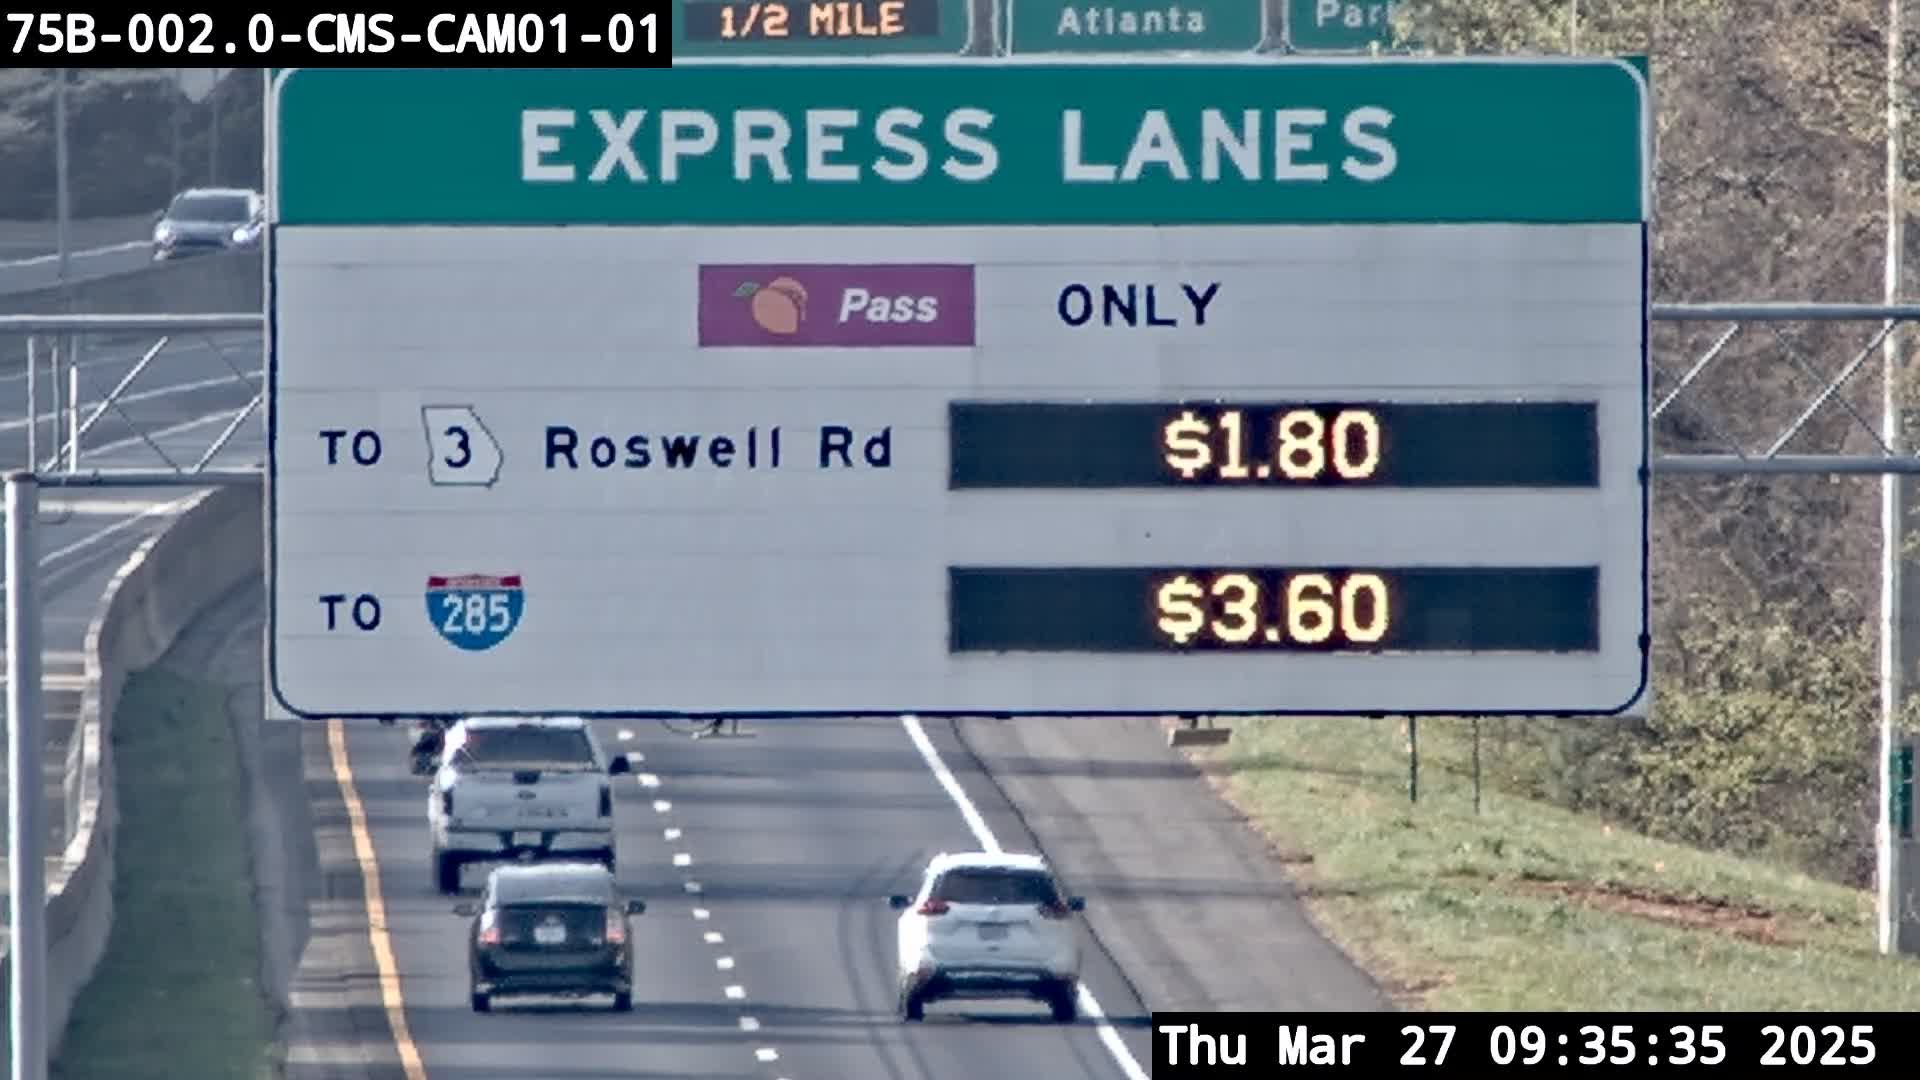 75B-002.0-CMS-CAM01-01
1/2 MILE
Atlanta
EXPRESS LANES
Pass ONLY
TO 3 Roswell Rd $1.80
TO 285 $3.60
Thu Mar 27 09:35:35 2025